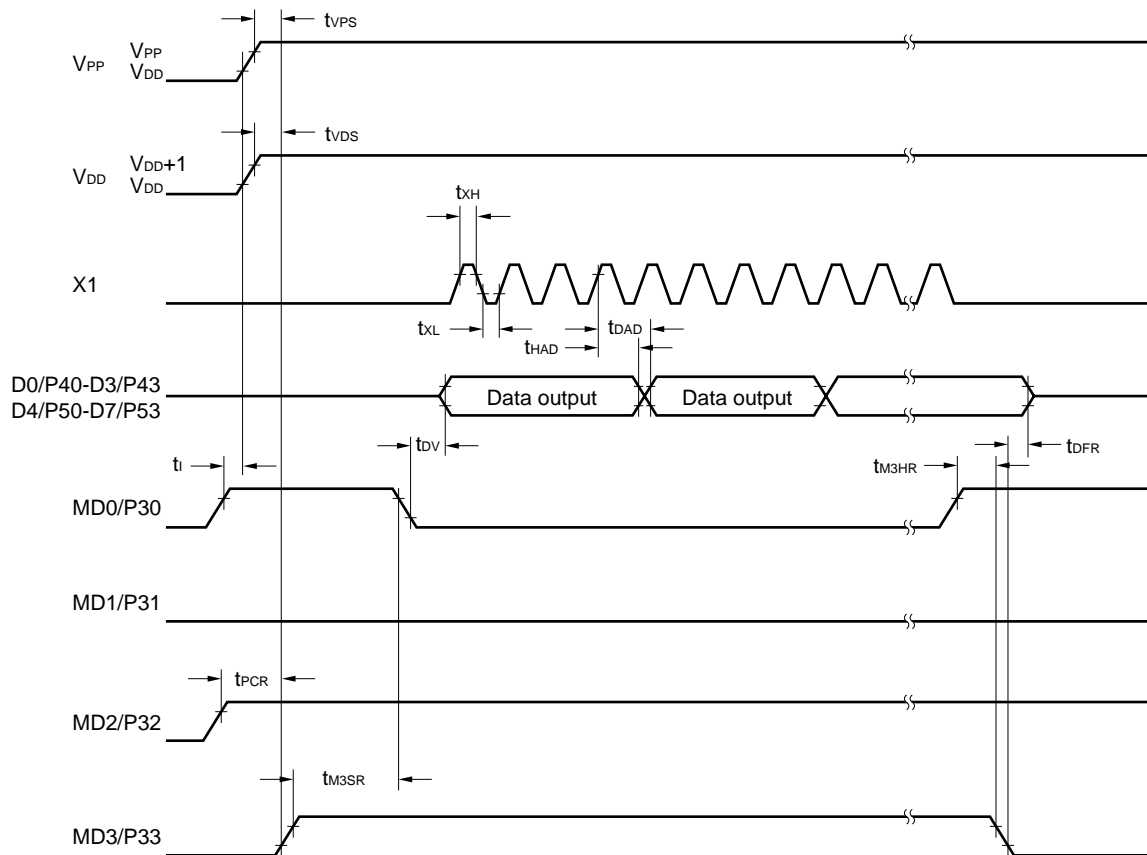 tVPS
VPP VPP
VDD
tVDS
VDD VDD+1
VDD
tXH
X1
tXL tDAD
tHAD
D0/P40-D3/P43
D4/P50-D7/P53 Data output Data output
tDV tDFR
tI tM3HR
MD0/P30
MD1/P31
tPCR
MD2/P32
tM3SR
MD3/P33